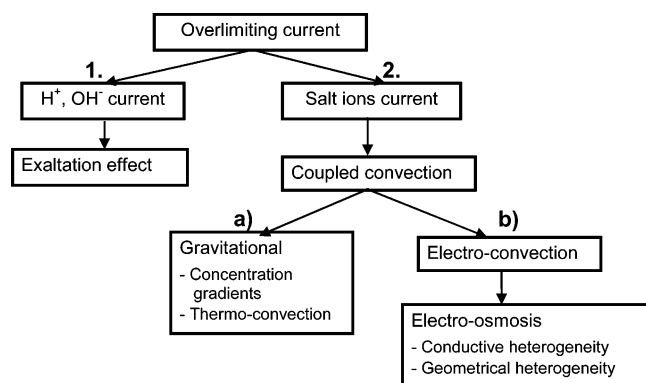 Overlimiting current
1.
2.
H⁺, OH⁻ current
Salt ions current
Exaltation effect
Coupled convection
a)
b)
Gravitational
- Concentration
gradients
- Thermo-convection
Electro-convection
Electro-osmosis
- Conductive heterogeneity
- Geometrical heterogeneity